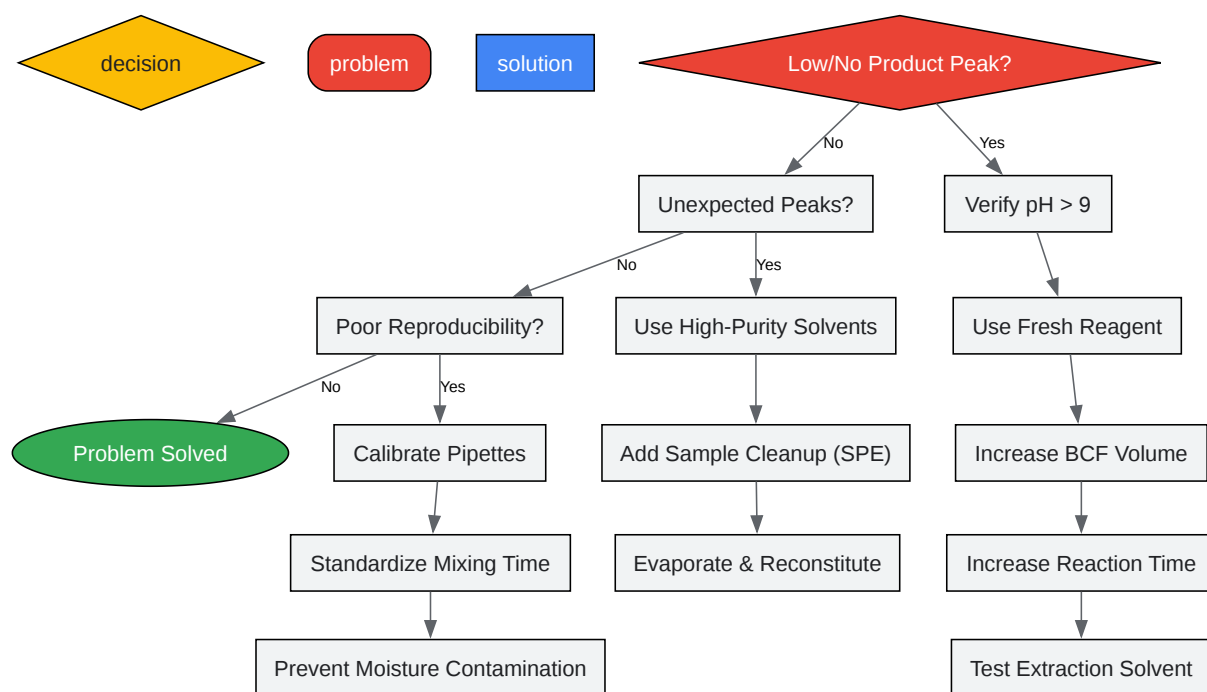 decision
problem
solution
Low/No Product Peak?
No
Yes
Unexpected Peaks?
Verify pH > 9
No
Yes
Poor Reproducibility?
Use High-Purity Solvents
Use Fresh Reagent
No
Yes
Problem Solved
Calibrate Pipettes
Add Sample Cleanup (SPE)
Increase BCF Volume
Standardize Mixing Time
Evaporate & Reconstitute
Increase Reaction Time
Prevent Moisture Contamination
Test Extraction Solvent